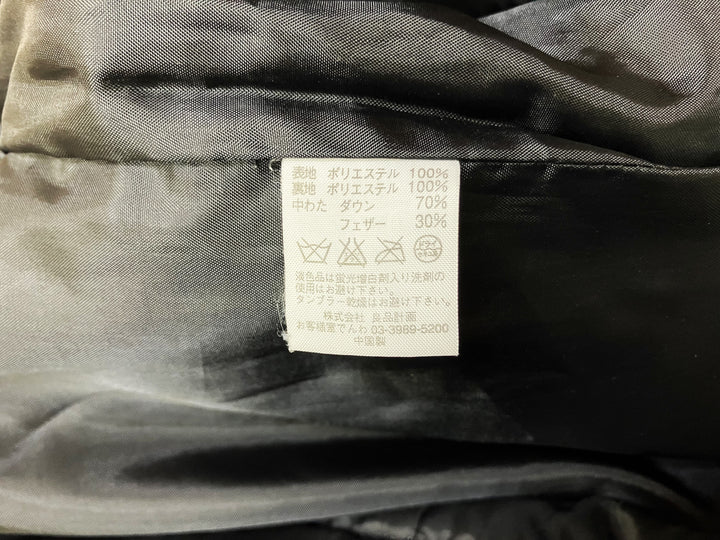 表地 ポリエステル 100%
裏地 ポリエステル 100%
中わた ダウン 70%
フェザー 30%
淡色品は蛍光増白剤入り洗剤の
使用はお避け下さい。
タンブラー乾燥はお避け下さい。
株式会社 良品計画
お客様室でんわ 03-3989-5200
中国製